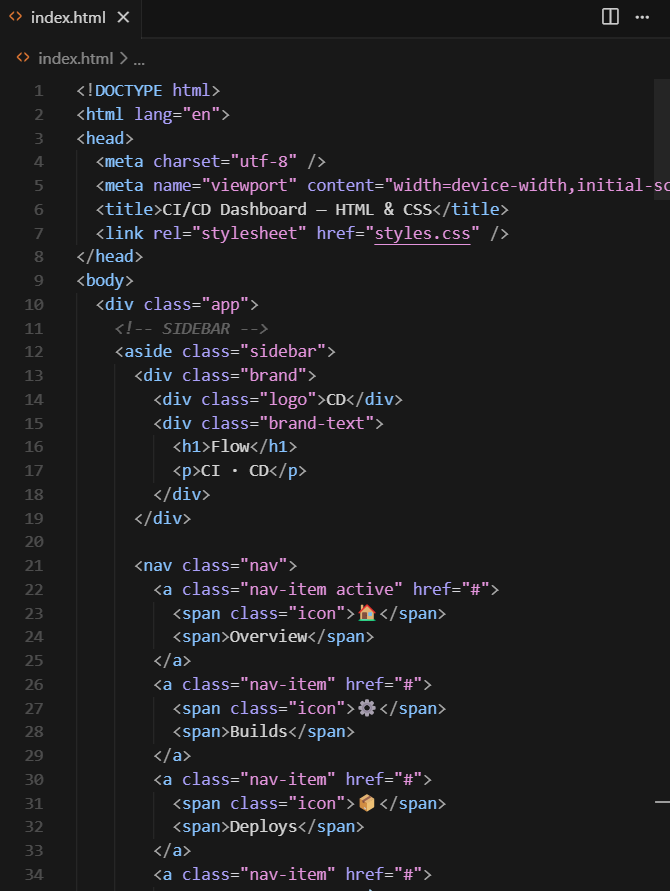 index.html
index.html > ...
1 <!DOCTYPE html>
2 <html lang="en">
3 <head>
4 <meta charset="utf-8" />
5 <meta name="viewport" content="width=device-width,initial-sc
6 <title>CI/CD Dashboard — HTML & CSS</title>
7 <link rel="stylesheet" href="styles.css" />
8 </head>
9 <body>
10 <div class="app">
11 <!-- SIDEBAR -->
12 <aside class="sidebar">
13 <div class="brand">
14 <div class="logo">CD</div>
15 <div class="brand-text">
16 <h1>Flow</h1>
17 <p>CI · CD</p>
18 </div>
19 </div>
20
21 <nav class="nav">
22 <a class="nav-item active" href="#">
23 <span class="icon">🏠</span>
24 <span>Overview</span>
25 </a>
26 <a class="nav-item" href="#">
27 <span class="icon">⚙️</span>
28 <span>Builds</span>
29 </a>
30 <a class="nav-item" href="#">
31 <span class="icon">📦</span>
32 <span>Deploys</span>
33 </a>
34 <a class="nav-item" href="#">